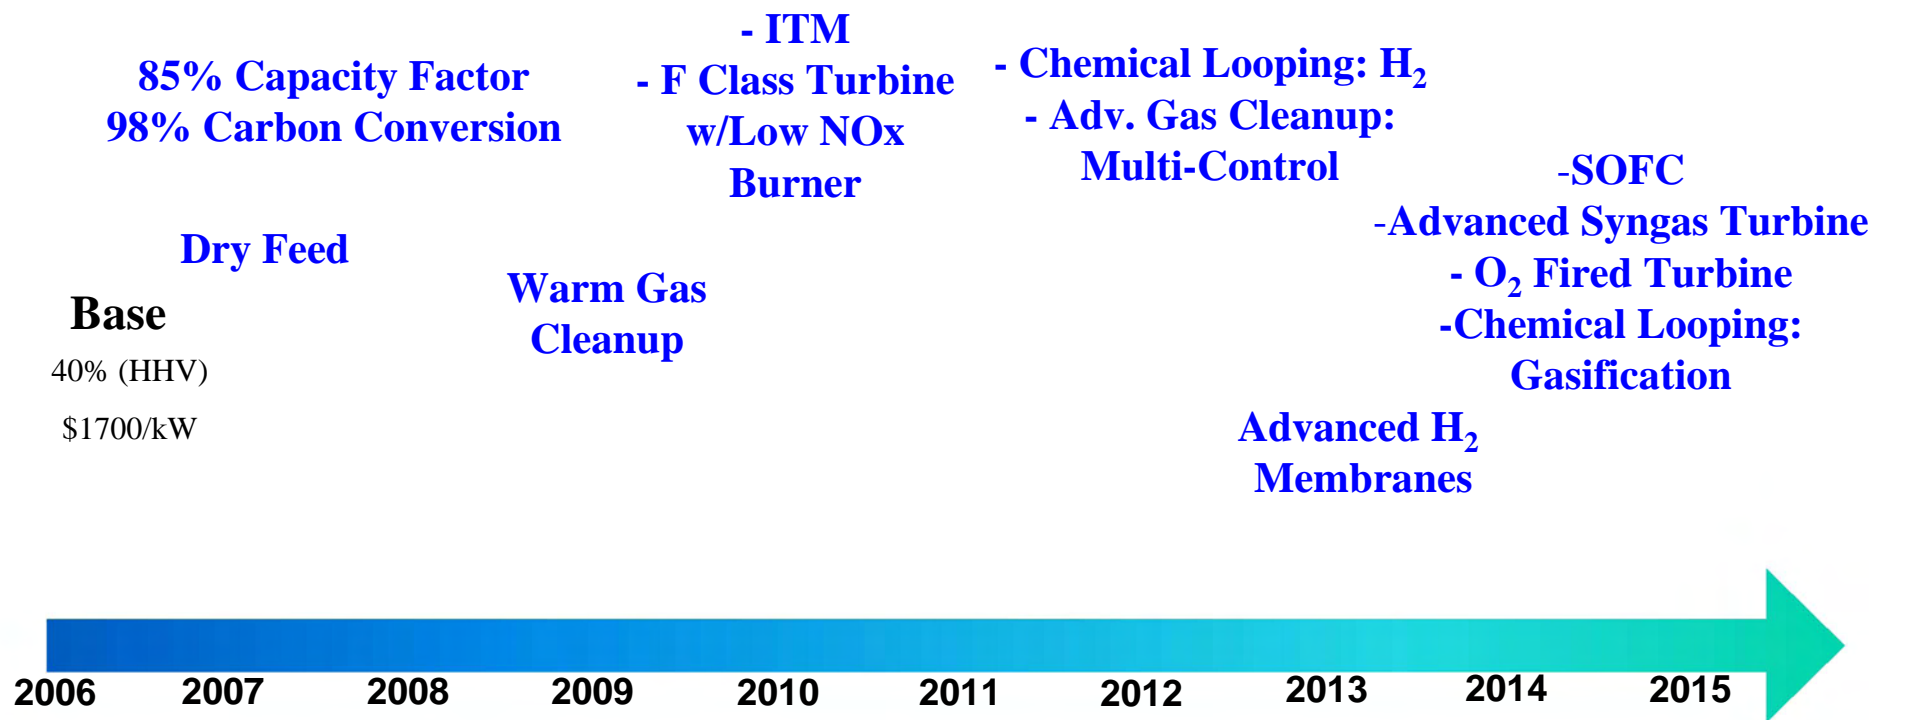 85% Capacity Factor
98% Carbon Conversion
- ITM
- F Class Turbine
w/Low NOx
Burner
- Chemical Looping: H₂
- Adv. Gas Cleanup:
Multi-Control
-SOFC
-Advanced Syngas Turbine
- O₂ Fired Turbine
-Chemical Looping:
Gasification
Dry Feed
Warm Gas
Cleanup
Base
40% (HHV)
$1700/kW
Advanced H₂
Membranes
2006 2007 2008 2009 2010 2011 2012 2013 2014 2015